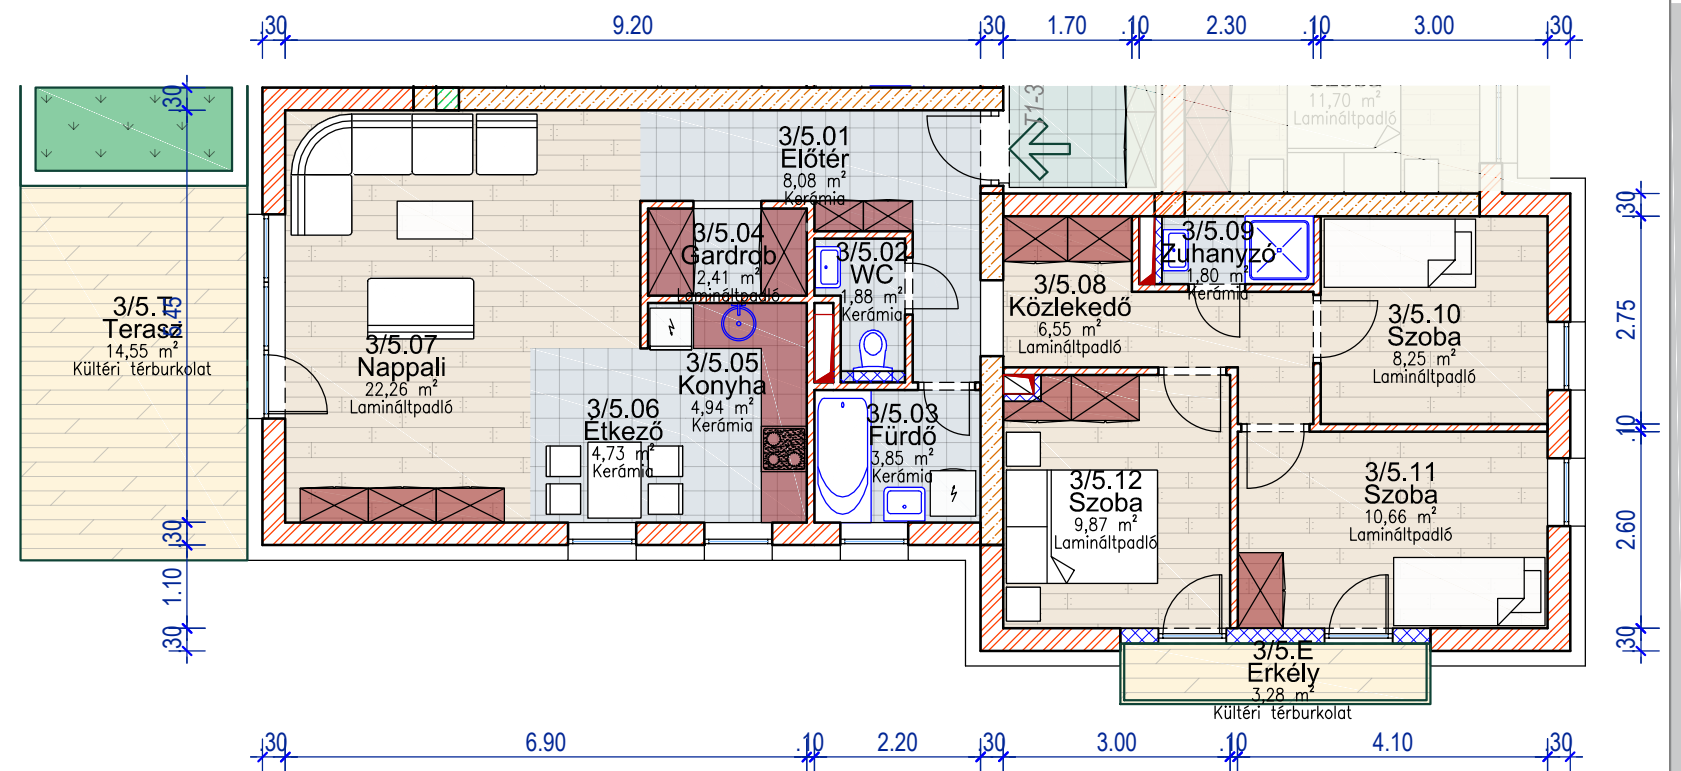 .30
9.20
.30
1.70
.10
2.30
.10
3.00
.30
.30
T1-3
11,70 m²
Lamináltpadló
3/5.01
Előtér
8,08 m²
Kerámia
3/5.04
Gardrob
2,41 m²
Lamináltpadló
3/5.02
WC
1,88 m²
Kerámia
3/5.09
Zuhanyzó
1,80 m²
Kerámia
.30
3/5.08
Közlekedő
6,55 m²
Lamináltpadló
3/5.10
Szoba
8,25 m²
Lamináltpadló
2.75
3/5.T
Terasz
14,55 m²
Kültéri térburkolat
3/5.07
Nappali
22,26 m²
Lamináltpadló
3/5.05
Konyha
4,94 m²
Kerámia
3/5.06
Étkező
4,73 m²
Kerámia
3/5.03
Fürdő
3,85 m²
Kerámia
.10
3/5.12
Szoba
9,87 m²
Lamináltpadló
3/5.11
Szoba
10,66 m²
Lamináltpadló
2.60
.30
1.10
.30
.30
3/5.E
Erkély
3,28 m²
Kültéri térburkolat
.30
6.90
.10
2.20
.30
3.00
.10
4.10
.30